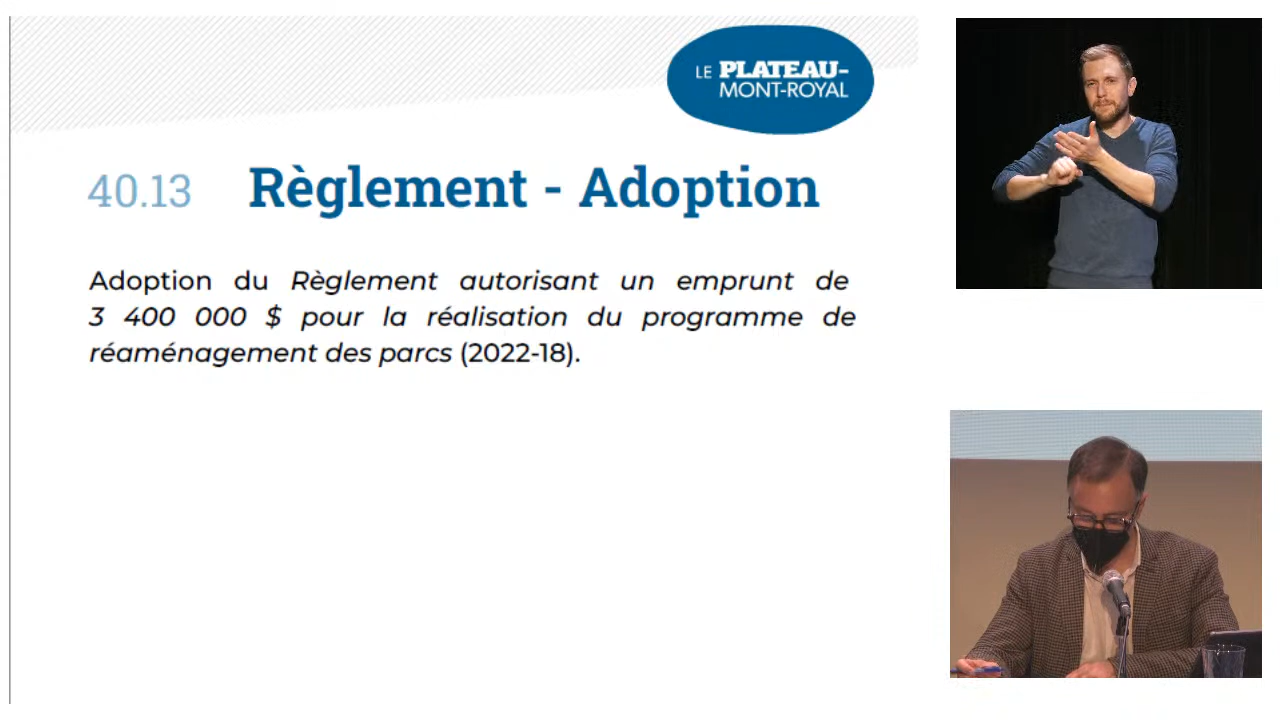 LE PLATEAU-
MONT-ROYAL
40.13 Règlement - Adoption
Adoption du Règlement autorisant un emprunt de
3 400 000 $ pour la réalisation du programme de
réaménagement des parcs (2022-18).